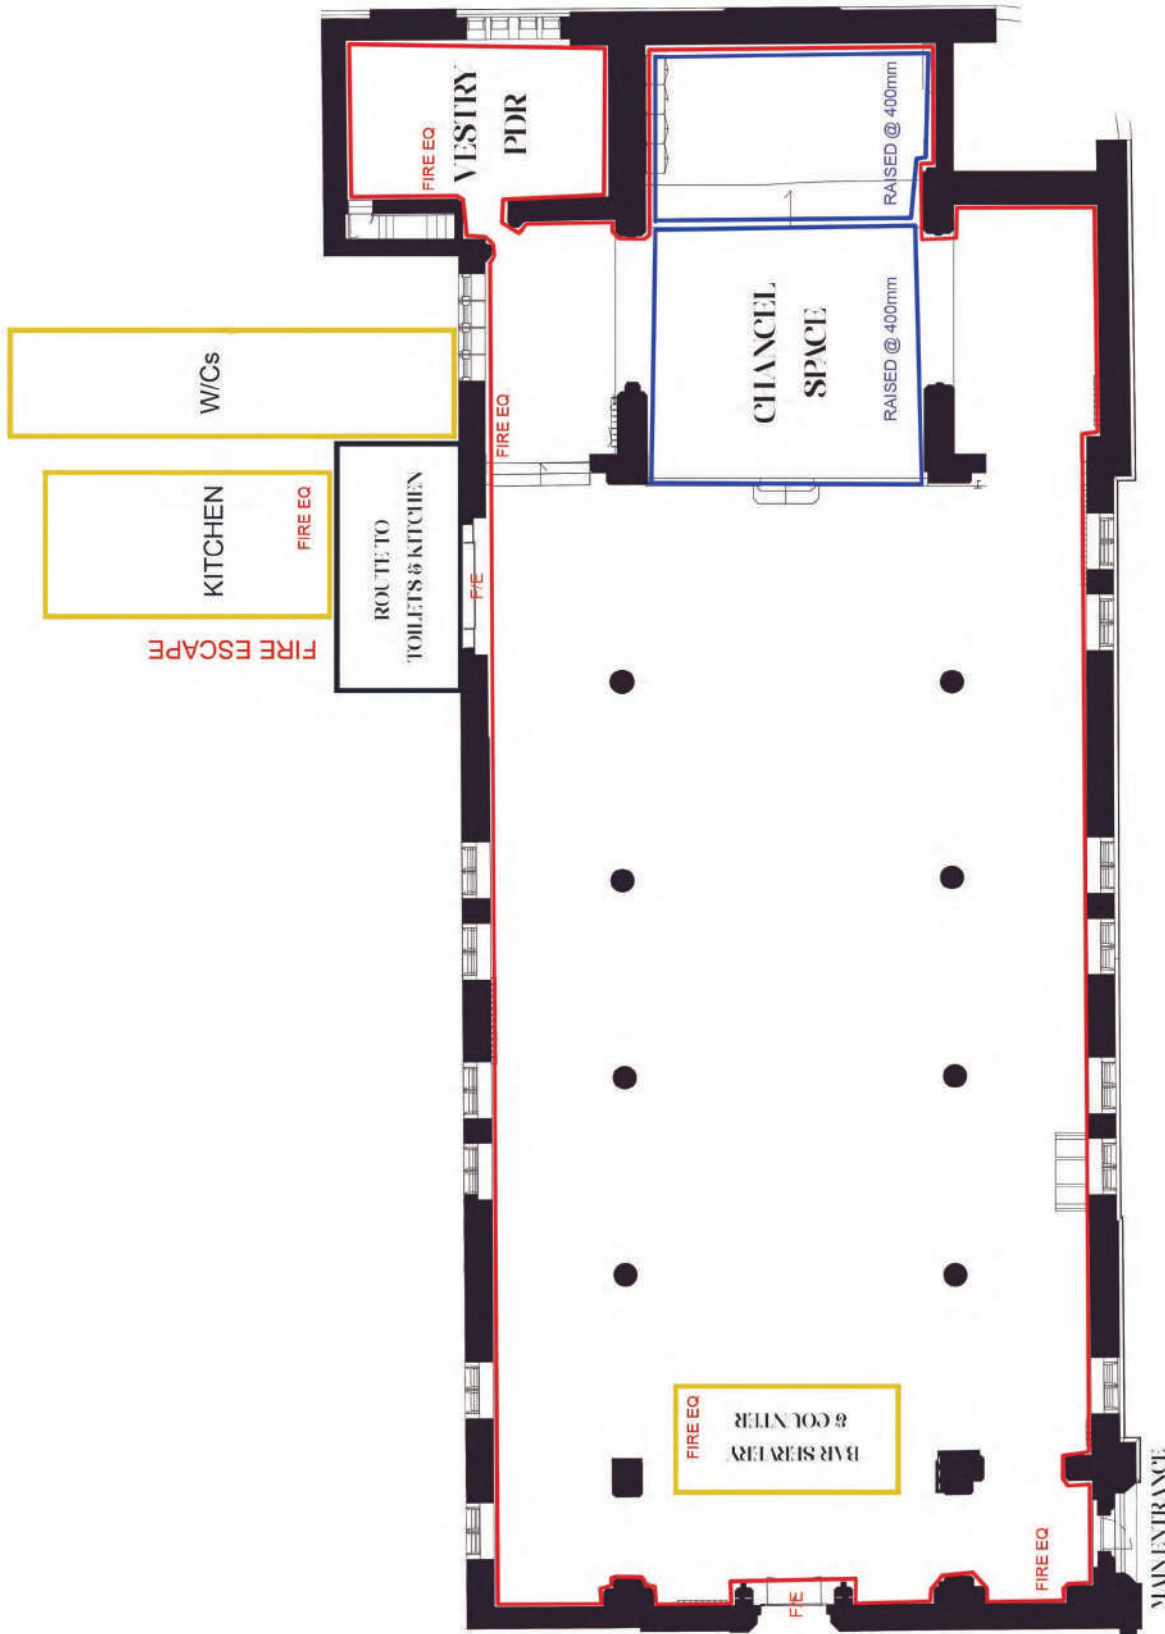 VESTRY
PDR
FIRE EQ
RAISED @ 400mm
CHANCEL
SPACE
RAISED @ 400mm
W/Cs
FIRE EQ
KITCHEN
FIRE EQ
ROUTE TO
TOILETS & KITCHEN
F/E
FIRE ESCAPE
FIRE EQ
BAR SERVERY
& COUNTER
FIRE EQ
F/E
MAIN ENTRANCE